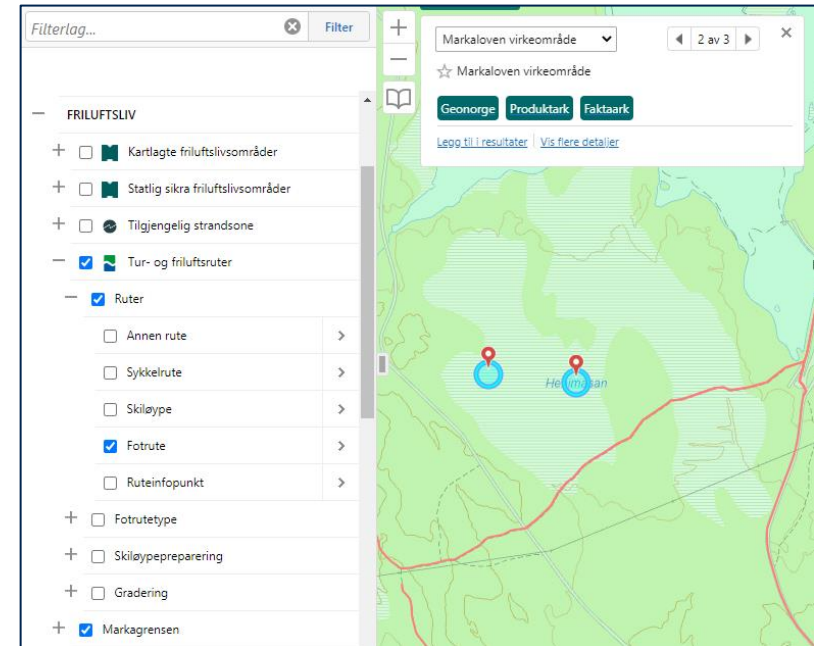 Filterlag...
Filter
FRILUFTSLIV
Kartlagte friluftslivsområder
Statlig sikra friluftslivsområder
Tilgjengelig strandsone
Tur- og friluftsruter
Ruter
Annen rute
Sykkelrute
Skiløype
Fotrute
Ruteinfopunkt
Fotrutetype
Skiløypepreparering
Gradering
Markagrensen
Markaloven virkeområde
2 av 3
Markaloven virkeområde
Geonorge Produktark Faktaark
Legg til i resultater Vis flere detaljer